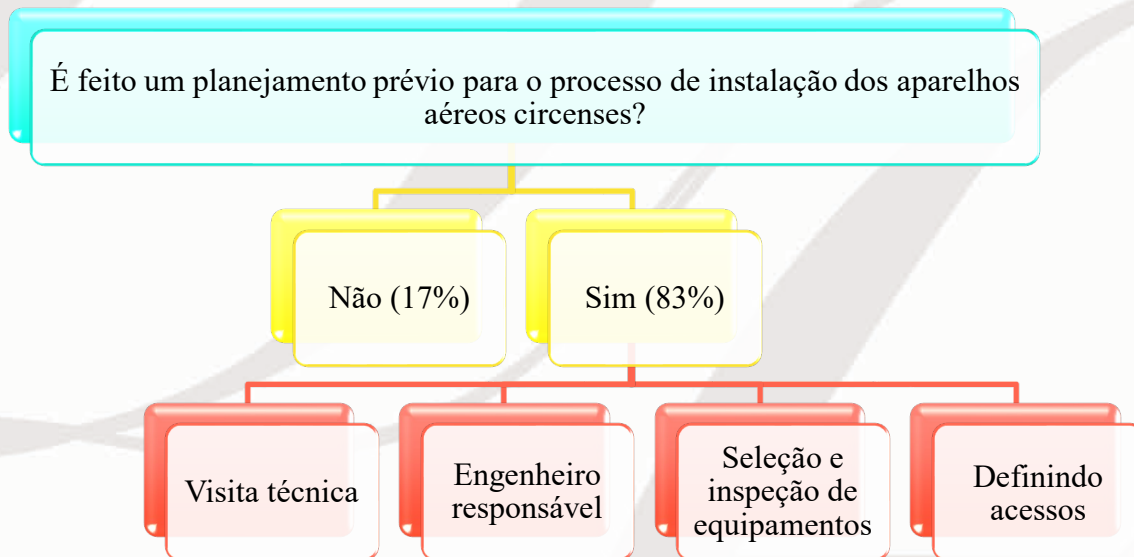 É feito um planejamento prévio para o processo de instalação dos aparelhos
aéreos circenses?
Não (17%)
Sim (83%)
Visita técnica
Engenheiro
responsável
Seleção e
inspeção de
equipamentos
Definindo
acessos